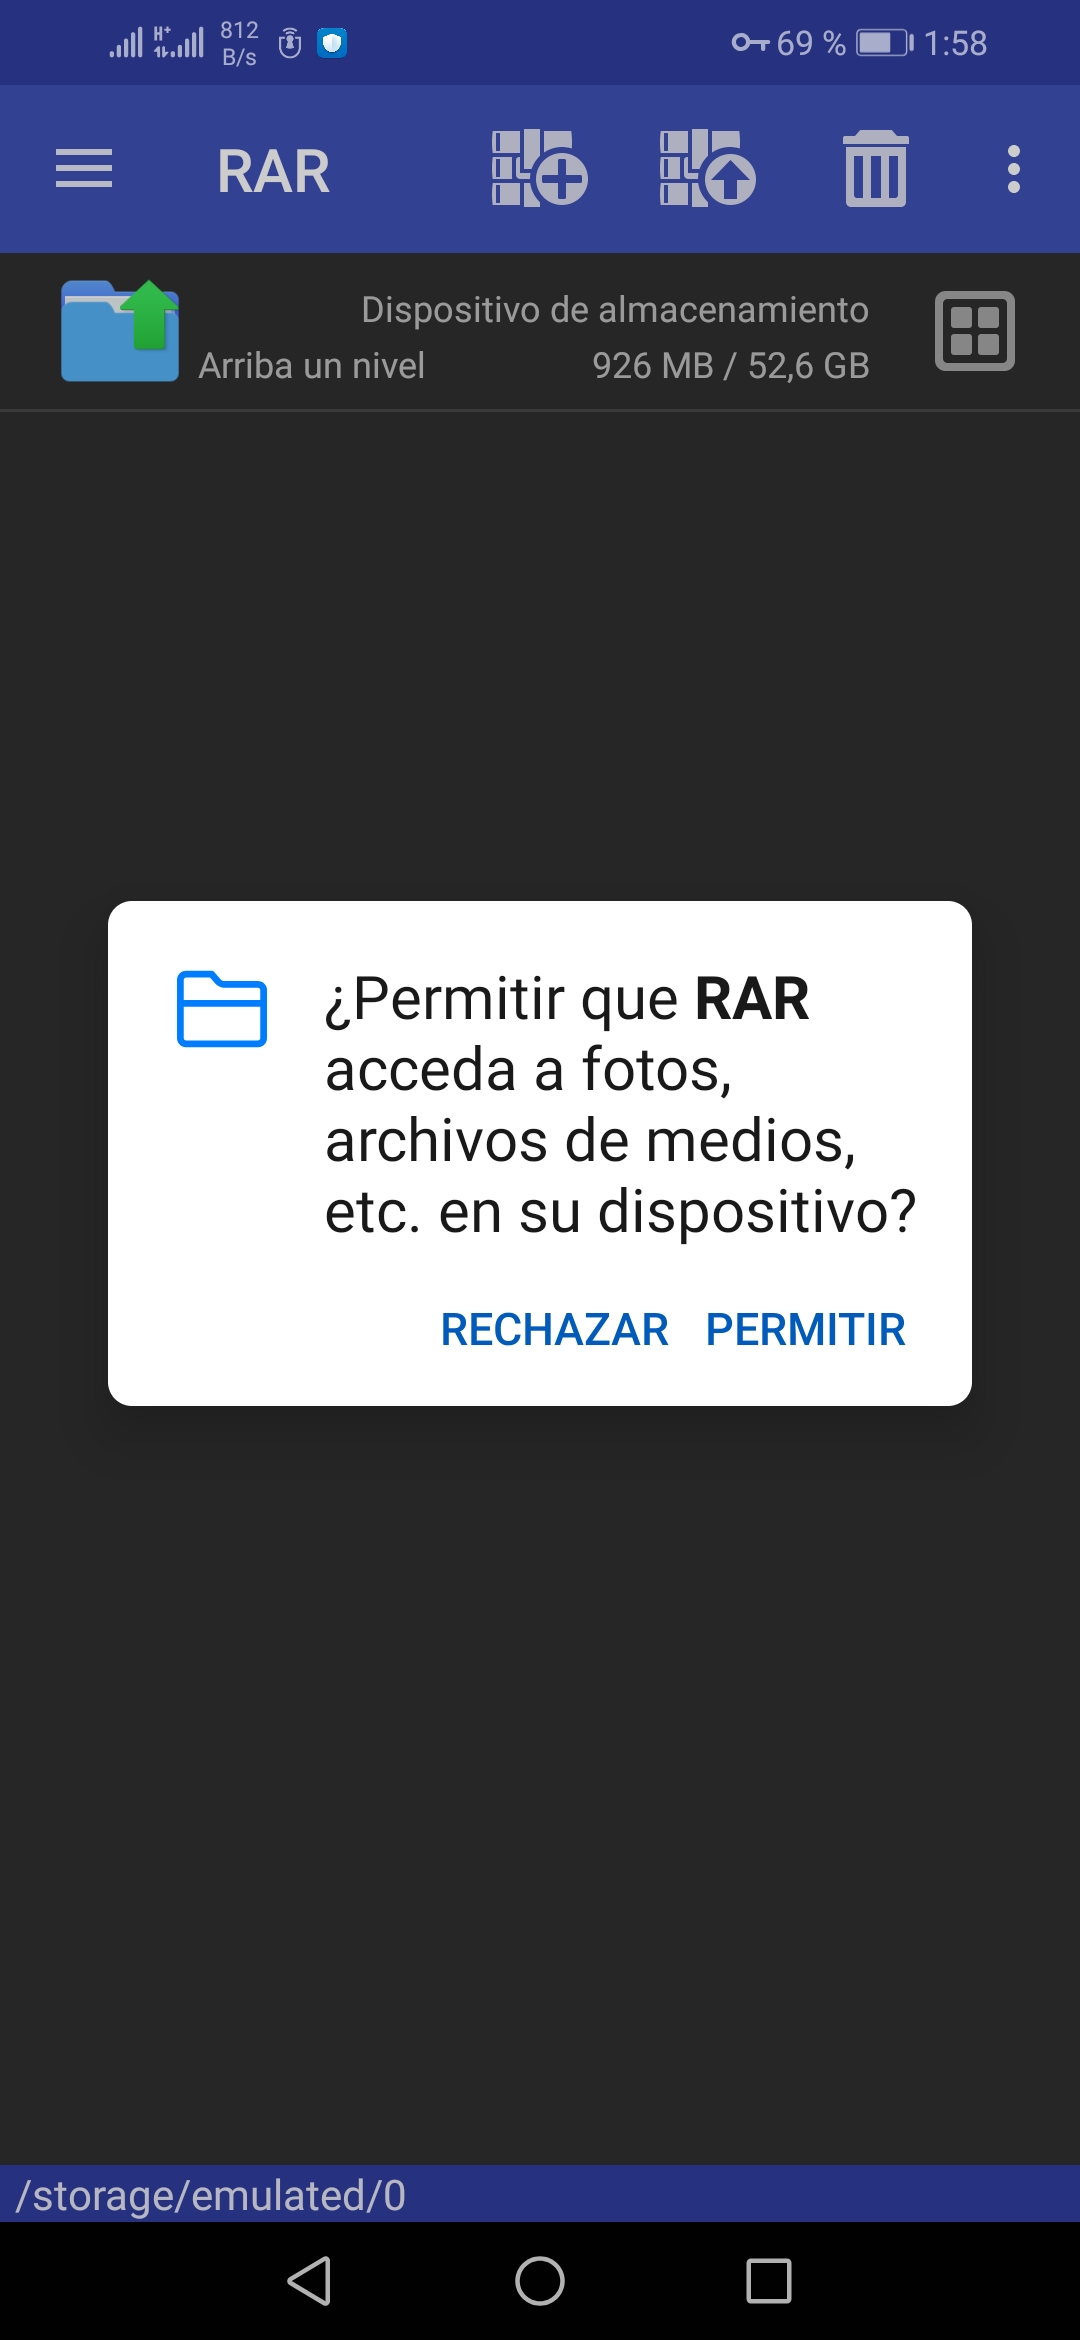 H+ 812 B/s 69 % 1:58
RAR
Dispositivo de almacenamiento
Arriba un nivel 926 MB / 52,6 GB
¿Permitir que RAR
acceda a fotos,
archivos de medios,
etc. en su dispositivo?
RECHAZAR PERMITIR
/storage/emulated/0